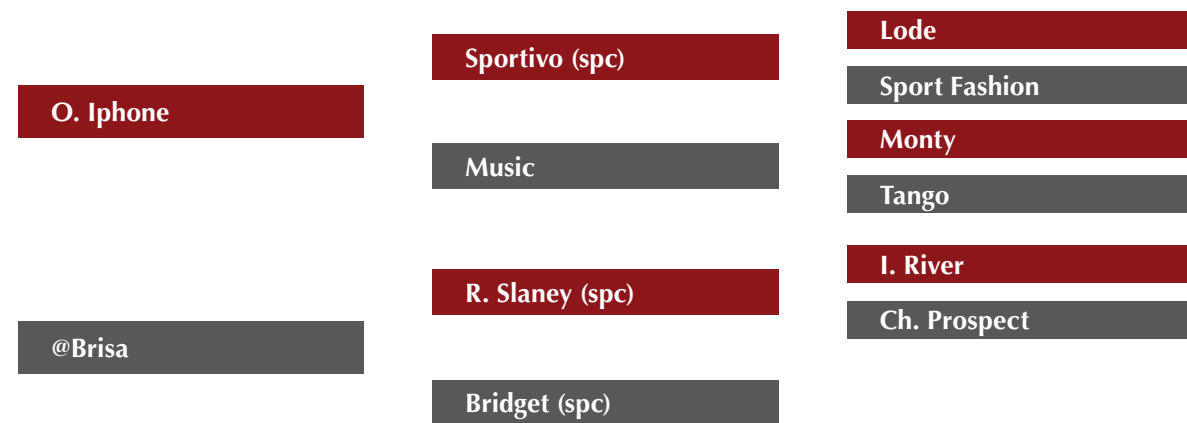 O. Iphone
@Brisa
Sportivo (spc)
Music
R. Slaney (spc)
Bridget (spc)
Lode
Sport Fashion
Monty
Tango
I. River
Ch. Prospect